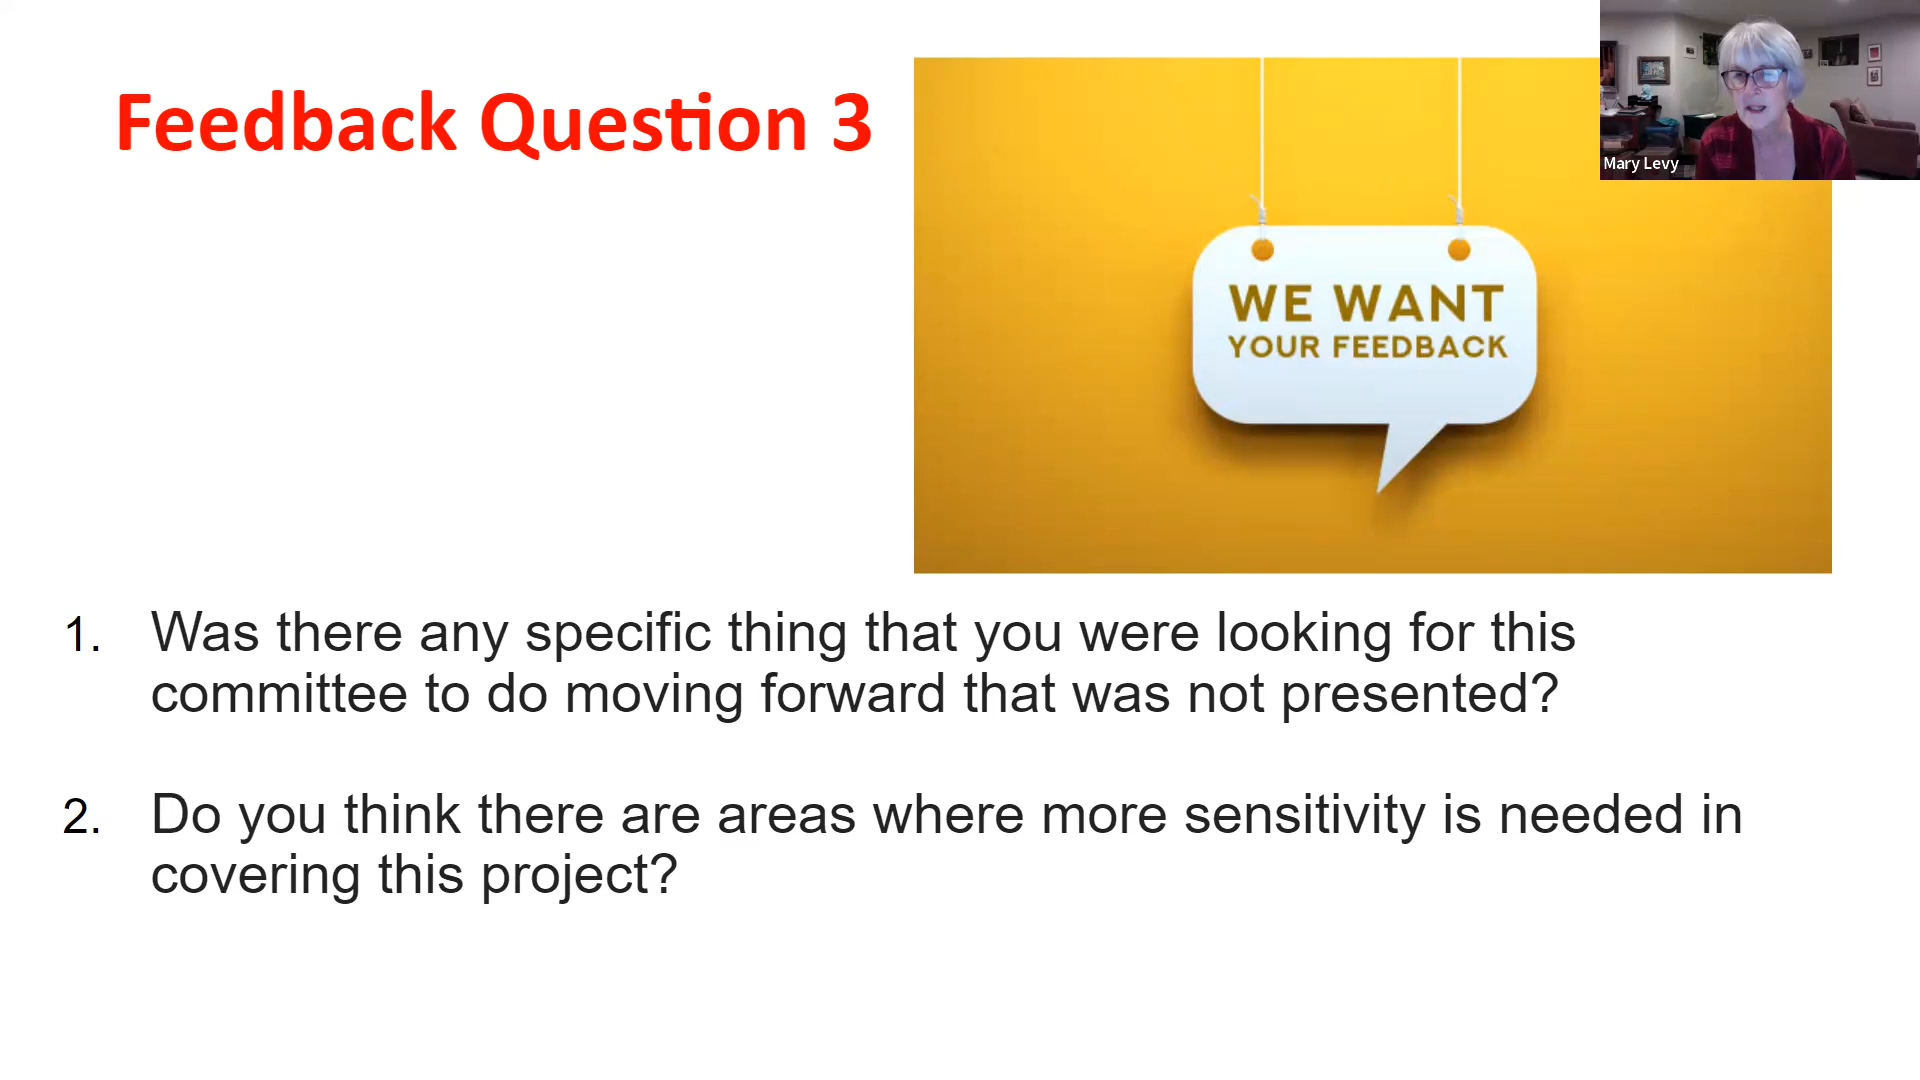 Feedback Question 3
Mary Levy
WE WANT
YOUR FEEDBACK
1. Was there any specific thing that you were looking for this
committee to do moving forward that was not presented?
2. Do you think there are areas where more sensitivity is needed in
covering this project?